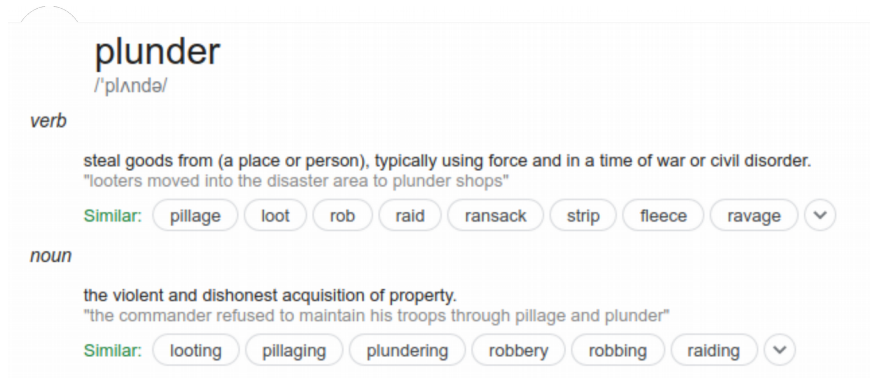 plunder
/ˈplʌndə/
verb
steal goods from (a place or person), typically using force and in a time of war or civil disorder.
"looters moved into the disaster area to plunder shops"
Similar: pillage loot rob raid ransack strip fleece ravage
noun
the violent and dishonest acquisition of property.
"the commander refused to maintain his troops through pillage and plunder"
Similar: looting pillaging plundering robbery robbing raiding